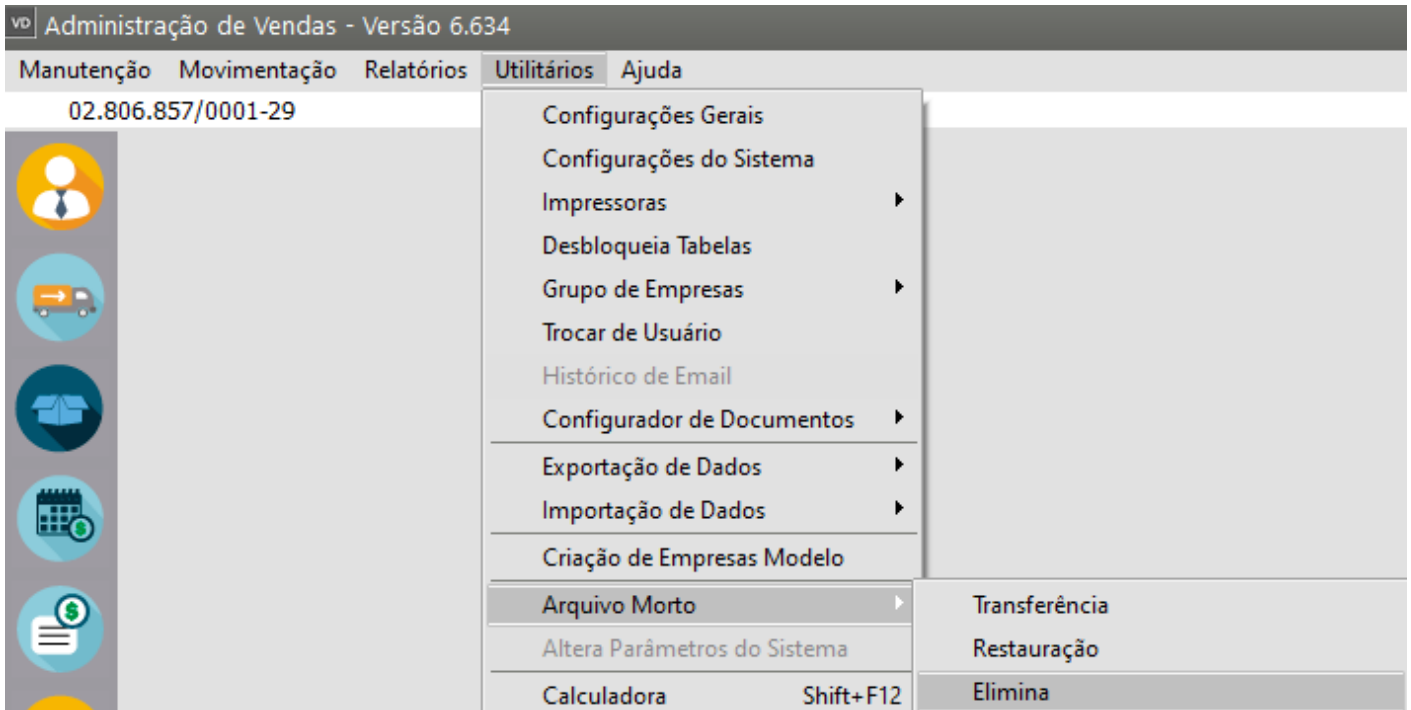 VD Administração de Vendas - Versão 6.634
Manutenção Movimentação Relatórios Utilitários Ajuda
02.806.857/0001-29
Configurações Gerais
Configurações do Sistema
Impressoras
Desbloqueia Tabelas
Grupo de Empresas
Trocar de Usuário
Histórico de Email
Configurador de Documentos
Exportação de Dados
Importação de Dados
Criação de Empresas Modelo
Arquivo Morto
Transferência
Altera Parâmetros do Sistema
Restauração
Calculadora Shift+F12
Elimina